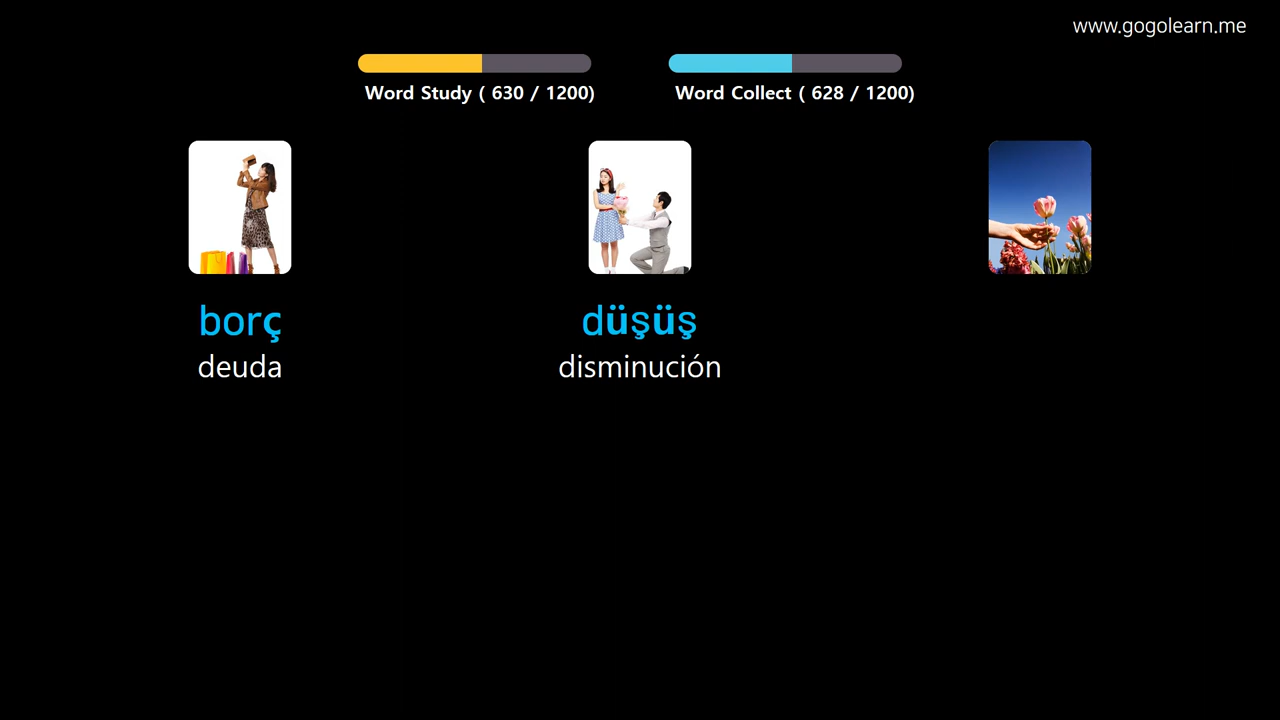 www.gogolearn.me
Word Study ( 630 / 1200)
Word Collect ( 628 / 1200)
borç
düşüş
deuda
disminución